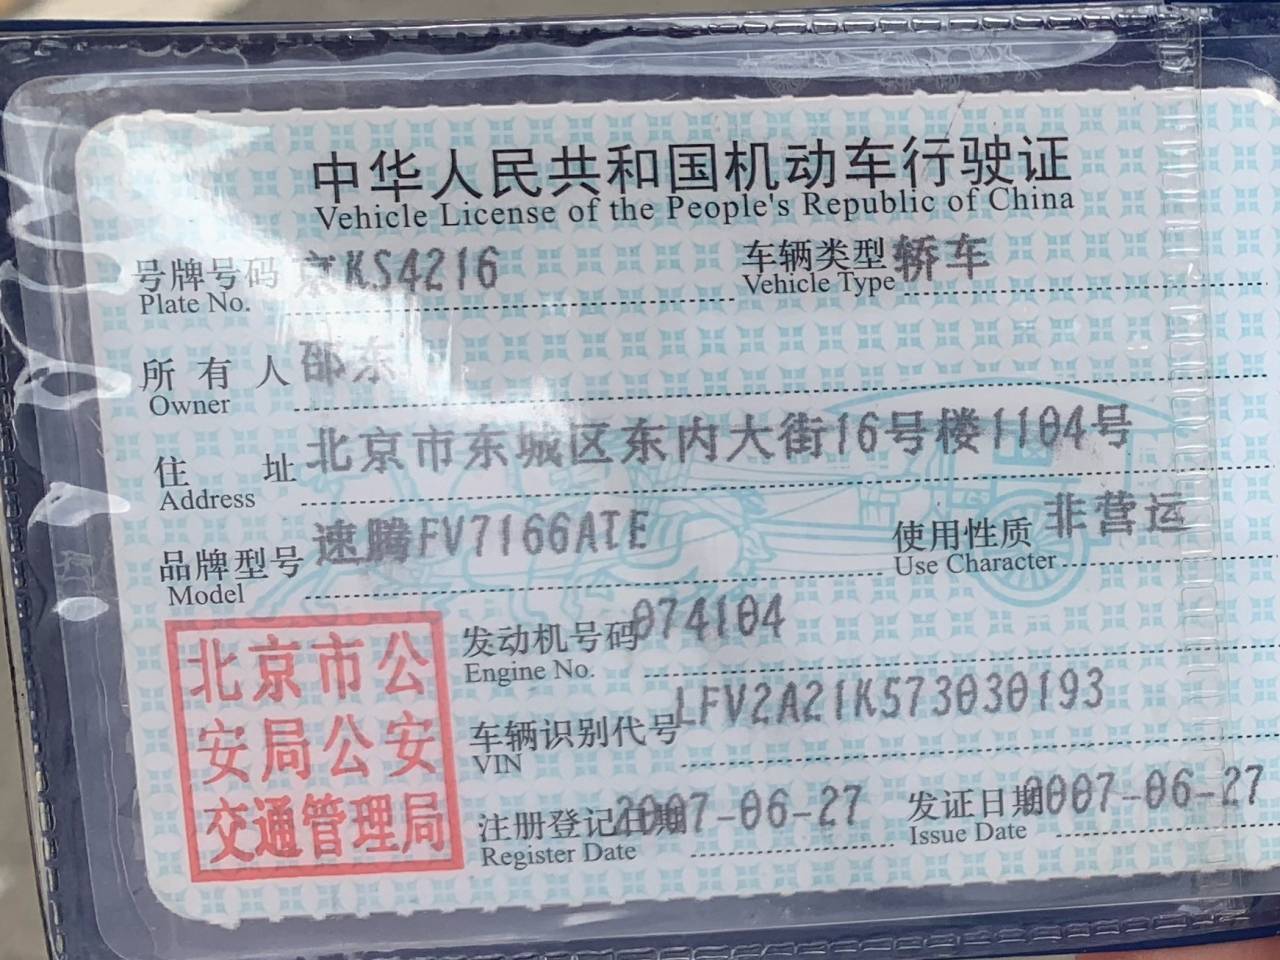 中华人民共和国机动车行驶证
Vehicle License of the People's Republic of China
号牌号码 京KS4216 车辆类型 轿车
Plate No. Vehicle Type
所有人 邵东
Owner
住址 北京市东城区东内大街16号楼1104号
Address
品牌型号 速腾FV7166ATE 使用性质 非营运
Model Use Character
发动机号码 074104
Engine No.
车辆识别代号 LFV2A21K573030193
VIN
注册登记日期 2007-06-27 发证日期 2007-06-27
Register Date Issue Date
北京市公
安局公安
交通管理局